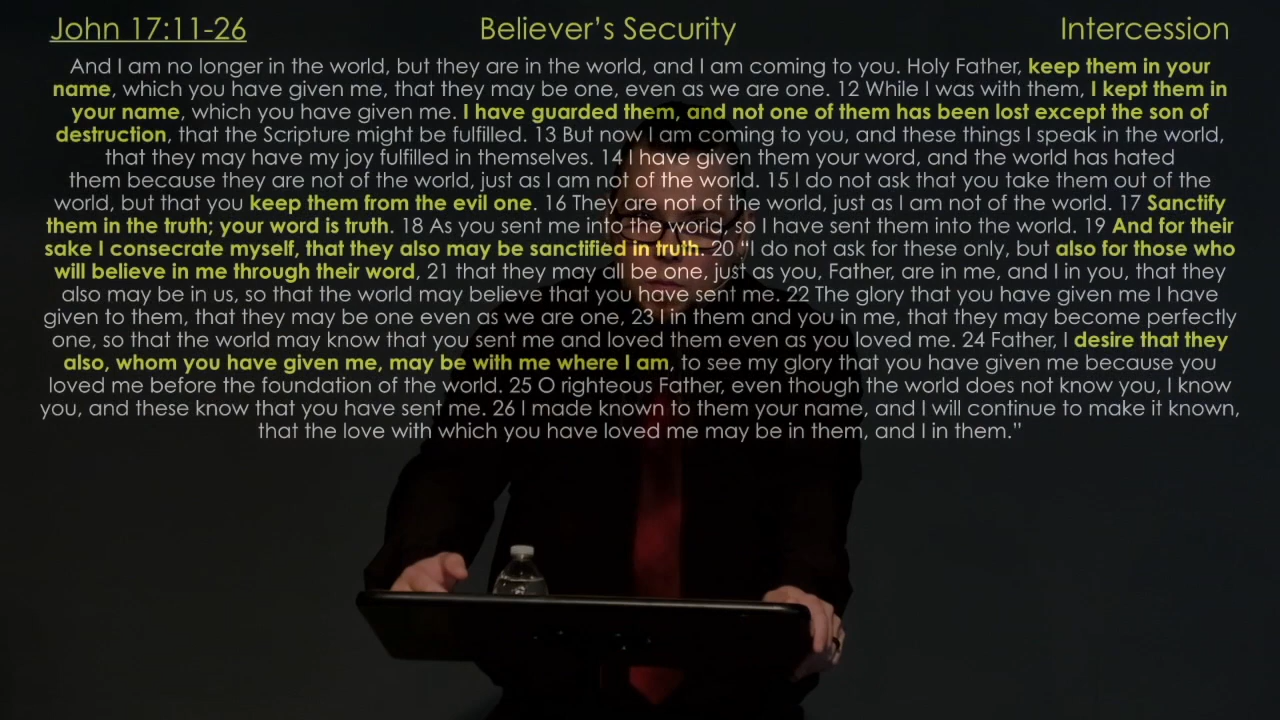 John 17:11-26 Believer’s Security Intercession
And I am no longer in the world, but they are in the world, and I am coming to you. Holy Father, keep them in your
name, which you have given me, that they may be one, even as we are one. 12 While I was with them, I kept them in
your name, which you have given me. I have guarded them, and not one of them has been lost except the son of
destruction, that the Scripture might be fulfilled. 13 But now I am coming to you, and these things I speak in the world,
that they may have my joy fulfilled in themselves. 14 I have given them your word, and the world has hated
them because they are not of the world, just as I am not of the world. 15 I do not ask that you take them out of the
world, but that you keep them from the evil one. 16 They are not of the world, just as I am not of the world. 17 Sanctify
them in the truth; your word is truth. 18 As you sent me into the world, so I have sent them into the world. 19 And for their
sake I consecrate myself, that they also may be sanctified in truth. 20 “I do not ask for these only, but also for those who
will believe in me through their word, 21 that they may all be one, just as you, Father, are in me, and I in you, that they
also may be in us, so that the world may believe that you have sent me. 22 The glory that you have given me I have
given to them, that they may be one even as we are one, 23 I in them and you in me, that they may become perfectly
one, so that the world may know that you sent me and loved them even as you loved me. 24 Father, I desire that they
also, whom you have given me, may be with me where I am, to see my glory that you have given me because you
loved me before the foundation of the world. 25 O righteous Father, even though the world does not know you, I know
you, and these know that you have sent me. 26 I made known to them your name, and I will continue to make it known,
that the love with which you have loved me may be in them, and I in them.”